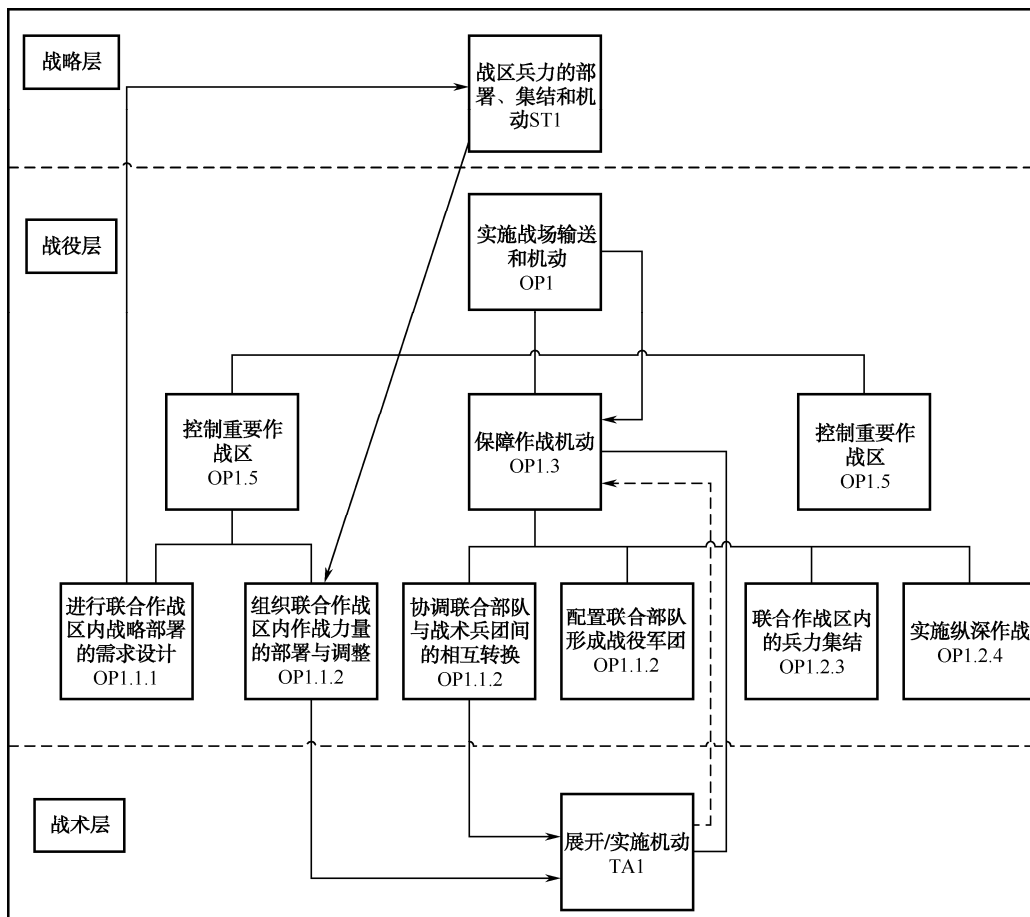 战略层
战区兵力的部
署、集结和机
动ST1
战役层
实施战场输送
和机动
OP1
控制重要作
战区
OP1.5
保障作战机动
OP1.3
控制重要作
战区
OP1.5
进行联合作战
区内战略部署
的需求设计
OP1.1.1
组织联合作战
区内作战力量
的部署与调整
OP1.1.2
协调联合部队
与战术兵团间
的相互转换
OP1.1.2
配置联合部队
形成战役军团
OP1.1.2
联合作战区内
的兵力集结
OP1.2.3
实施纵深作战
OP1.2.4
战术层
展开/实施机动
TA1